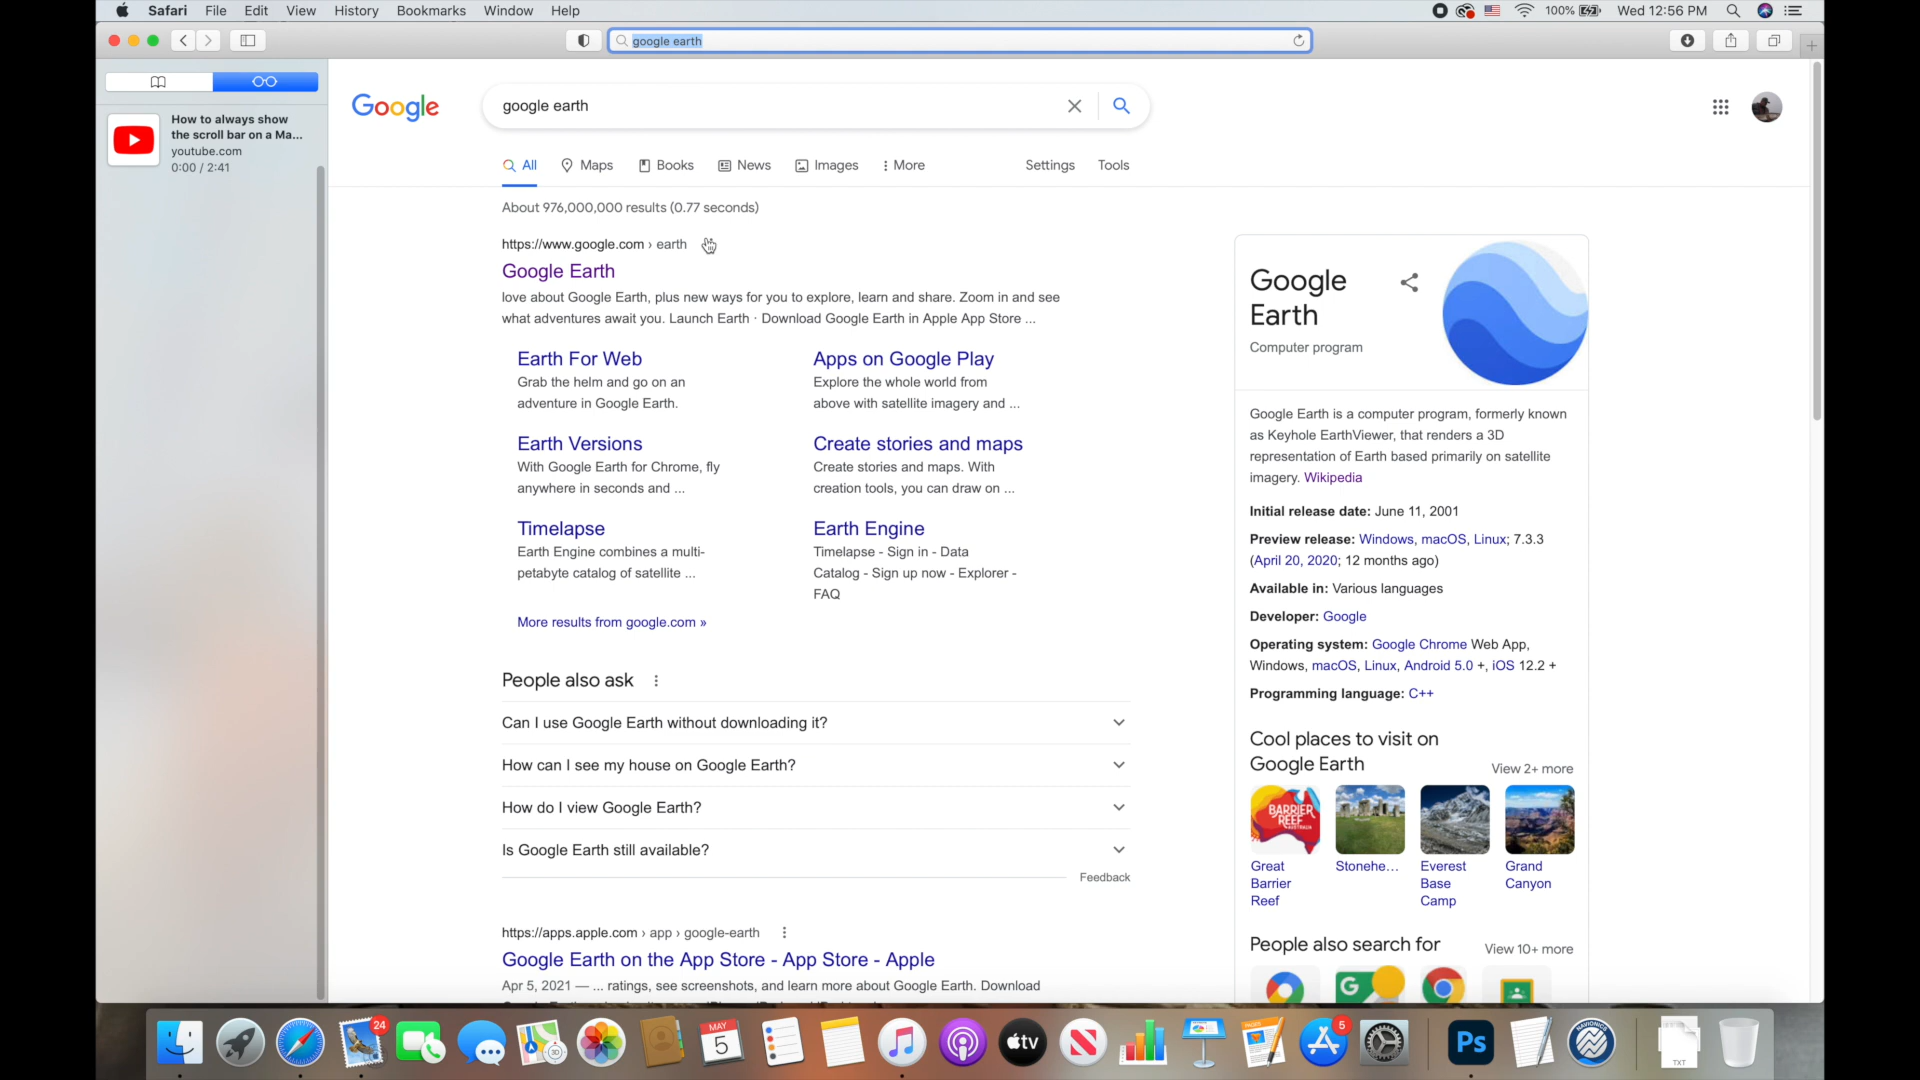 Safari File Edit View History Bookmarks Window Help 100% Wed 12:56 PM
google earth
How to always show
the scroll bar on a Ma...
youtube.com
0:00 / 2:41
Google
google earth
All Maps Books News Images More Settings Tools
About 976,000,000 results (0.77 seconds)
https://www.google.com › earth
Google Earth
love about Google Earth, plus new ways for you to explore, learn and share. Zoom in and see
what adventures await you. Launch Earth · Download Google Earth in Apple App Store ...
Earth For Web
Grab the helm and go on an
adventure in Google Earth.
Apps on Google Play
Explore the whole world from
above with satellite imagery and ...
Earth Versions
With Google Earth for Chrome, fly
anywhere in seconds and ...
Create stories and maps
Create stories and maps. With
creation tools, you can draw on ...
Timelapse
Earth Engine combines a multi-
petabyte catalog of satellite ...
Earth Engine
Timelapse - Sign in - Data
Catalog - Sign up now - Explorer -
FAQ
More results from google.com »
People also ask
Can I use Google Earth without downloading it?
How can I see my house on Google Earth?
How do I view Google Earth?
Is Google Earth still available?
Feedback
https://apps.apple.com › app › google-earth
Google Earth on the App Store - App Store - Apple
Apr 5, 2021 — ... ratings, see screenshots, and learn more about Google Earth. Download
Google
Earth
Computer program
Google Earth is a computer program, formerly known
as Keyhole EarthViewer, that renders a 3D
representation of Earth based primarily on satellite
imagery. Wikipedia
Initial release date: June 11, 2001
Preview release: Windows, macOS, Linux; 7.3.3
(April 20, 2020; 12 months ago)
Available in: Various languages
Developer: Google
Operating system: Google Chrome Web App,
Windows, macOS, Linux, Android 5.0 +, iOS 12.2 +
Programming language: C++
Cool places to visit on
Google Earth
View 2+ more
BARRIER
REEF
AUSTRALIA
Great
Barrier
Reef
Stonehe...
Everest
Base
Camp
Grand
Canyon
People also search for
View 10+ more
G
24
3D
MAY
5
tv
PAGES
5
Ps
NAVIONICS
TXT